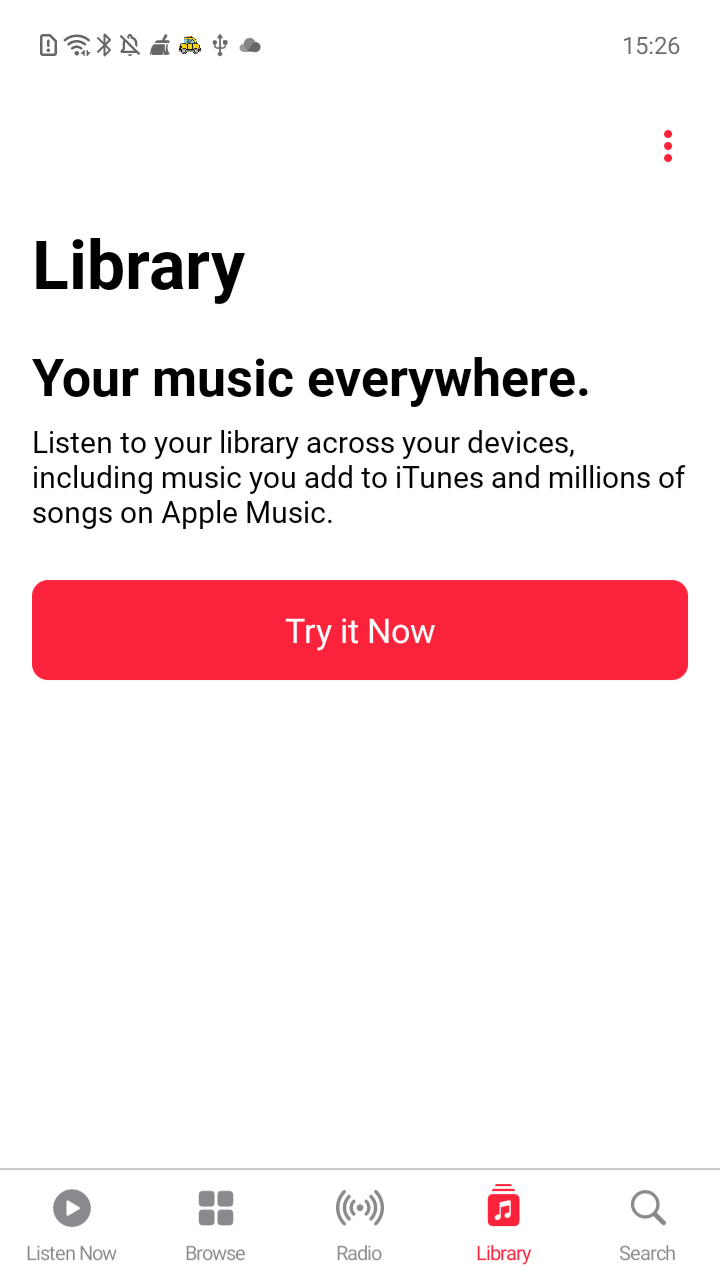 15:26
Library
Your music everywhere.
Listen to your library across your devices,
including music you add to iTunes and millions of
songs on Apple Music.
Try it Now
Listen Now
Browse
Radio
Library
Search